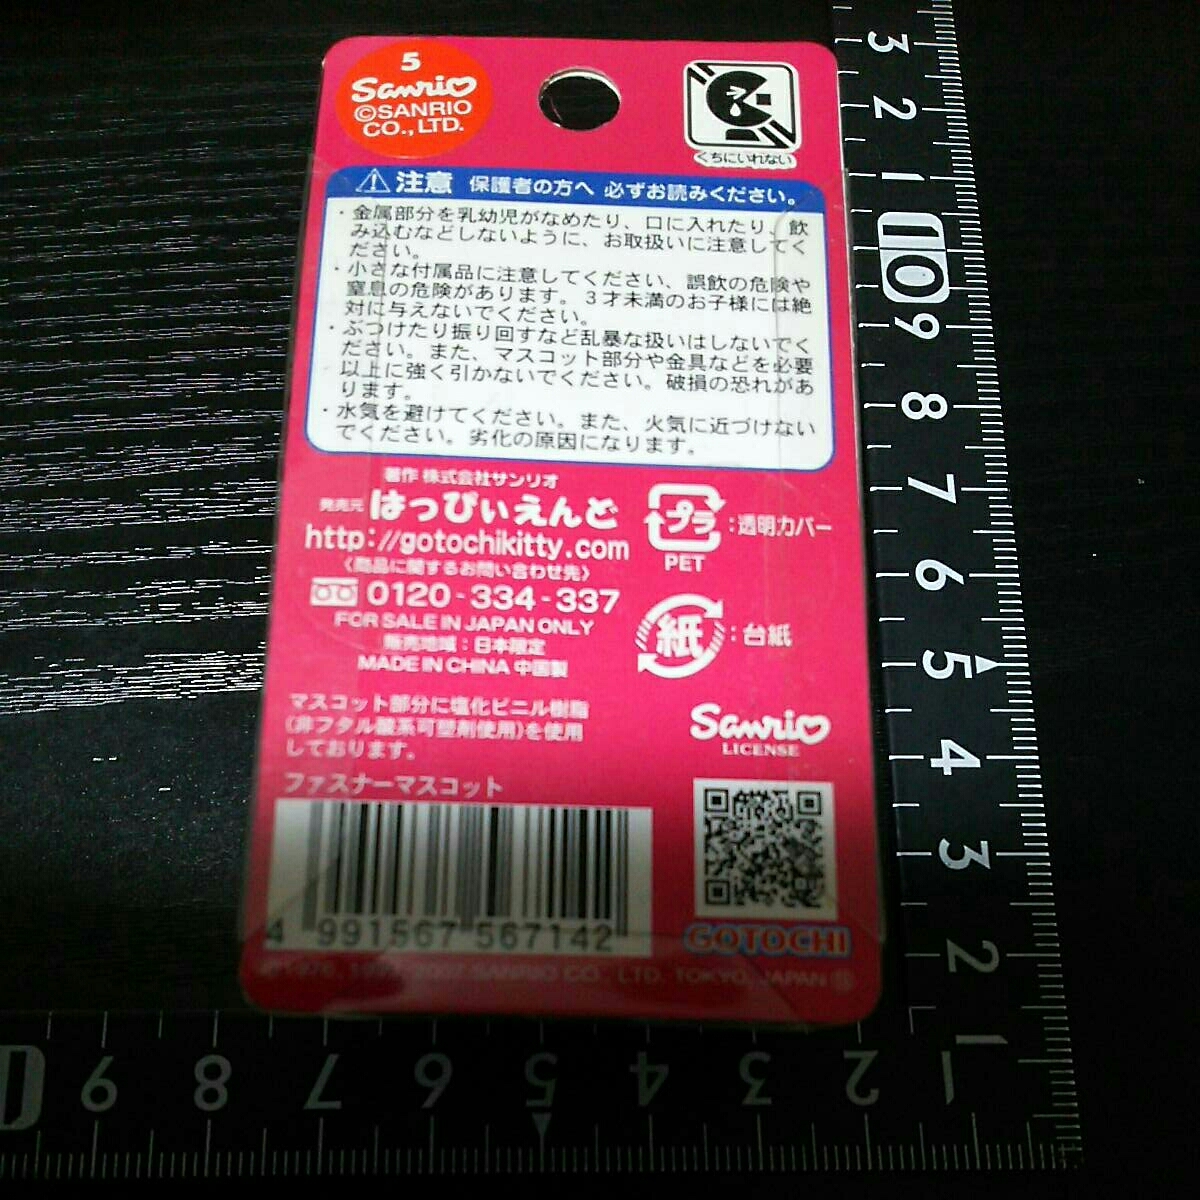 5
Sanrio
©SANRIO
CO., LTD.
くちにいれない
注意 保護者の方へ 必ずお読みください。
・金属部分を乳幼児がなめたり、口に入れたり、飲
み込むなどしないように、お取扱いに注意してく
ださい。
・小さな付属品に注意してください、誤飲の危険や
窒息の危険があります。3才未満のお子様には絶
対に与えないでください。
・ぶつけたり振り回すなど乱暴な扱いはしないでく
ださい。また、マスコット部分や金具などを必要
以上に強く引かないでください。破損の恐れがあ
ります。
・水気を避けてください。また、火気に近づけない
でください。劣化の原因になります。
著作 株式会社サンリオ
発売元 はっぴぃえんど
http://gotochikitty.com
〈商品に関するお問い合わせ先〉
0120-334-337
FOR SALE IN JAPAN ONLY
販売地域：日本限定
MADE IN CHINA 中国製
プラ:透明カバー
PET
紙:台紙
マスコット部分に塩化ビニル樹脂
(非フタル酸系可塑剤使用)を使用
しております。
ファスナーマスコット
Sanrio
LICENSE
4 991567 567142
GOTOCHI
©1976, 2007 SANRIO CO., LTD. TOKYO, JAPAN
3
2
1
10
9
8
7
6
5
4
3
2
1
10
9
8
7
6
5
4
3
2